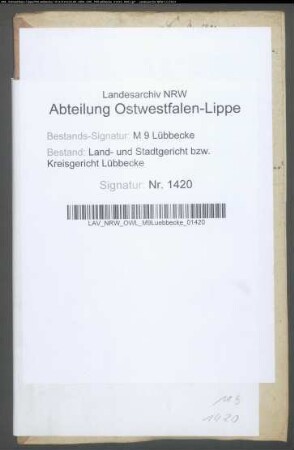 Landesarchiv NRW
Abteilung Ostwestfalen-Lippe
Bestands-Signatur: M 9 Lübbecke
Bestand: Land- und Stadtgericht bzw.
Kreisgericht Lübbecke
Signatur: Nr. 1420
LAV_NRW_OWL_M9Luebbecke_01420
M 9
1420